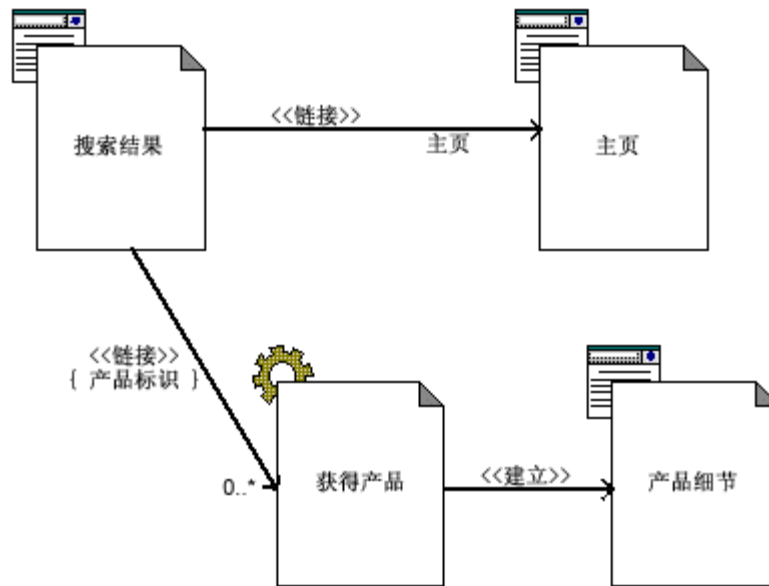 <<链接>>
搜索结果
主页
主页
<<链接>>
{ 产品标识 }
0..*
获得产品
<<建立>>
产品细节